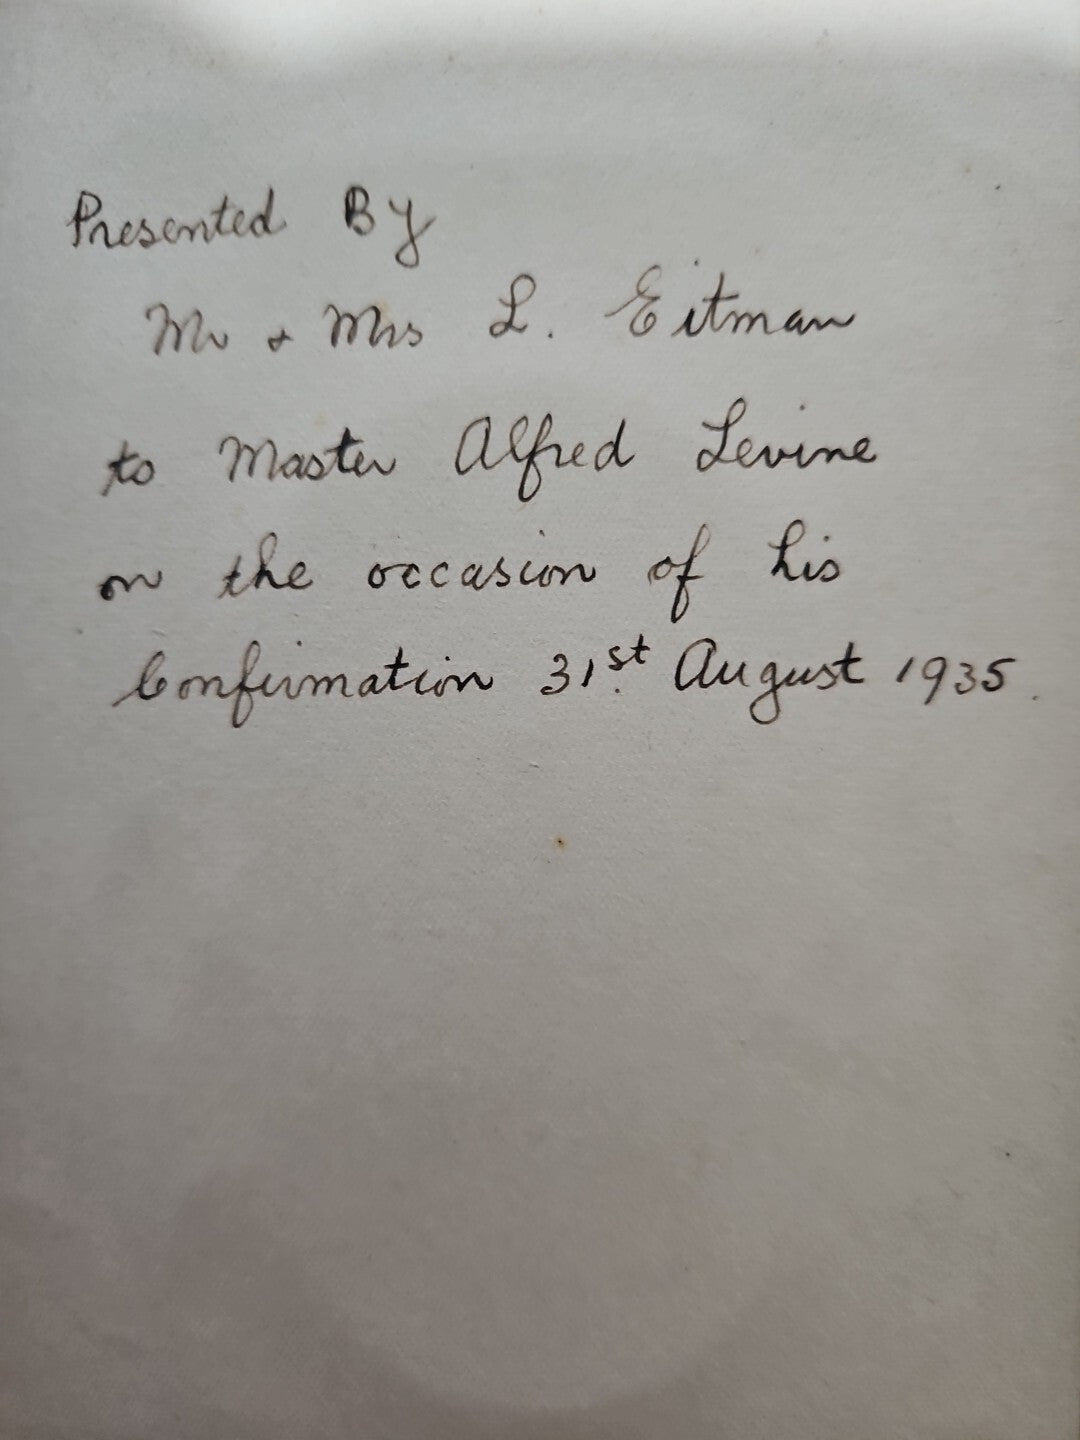 Presented By
Mr + Mrs L. Eitman
to Master Alfred Levine
on the occasion of his
Confirmation 31st August 1935.